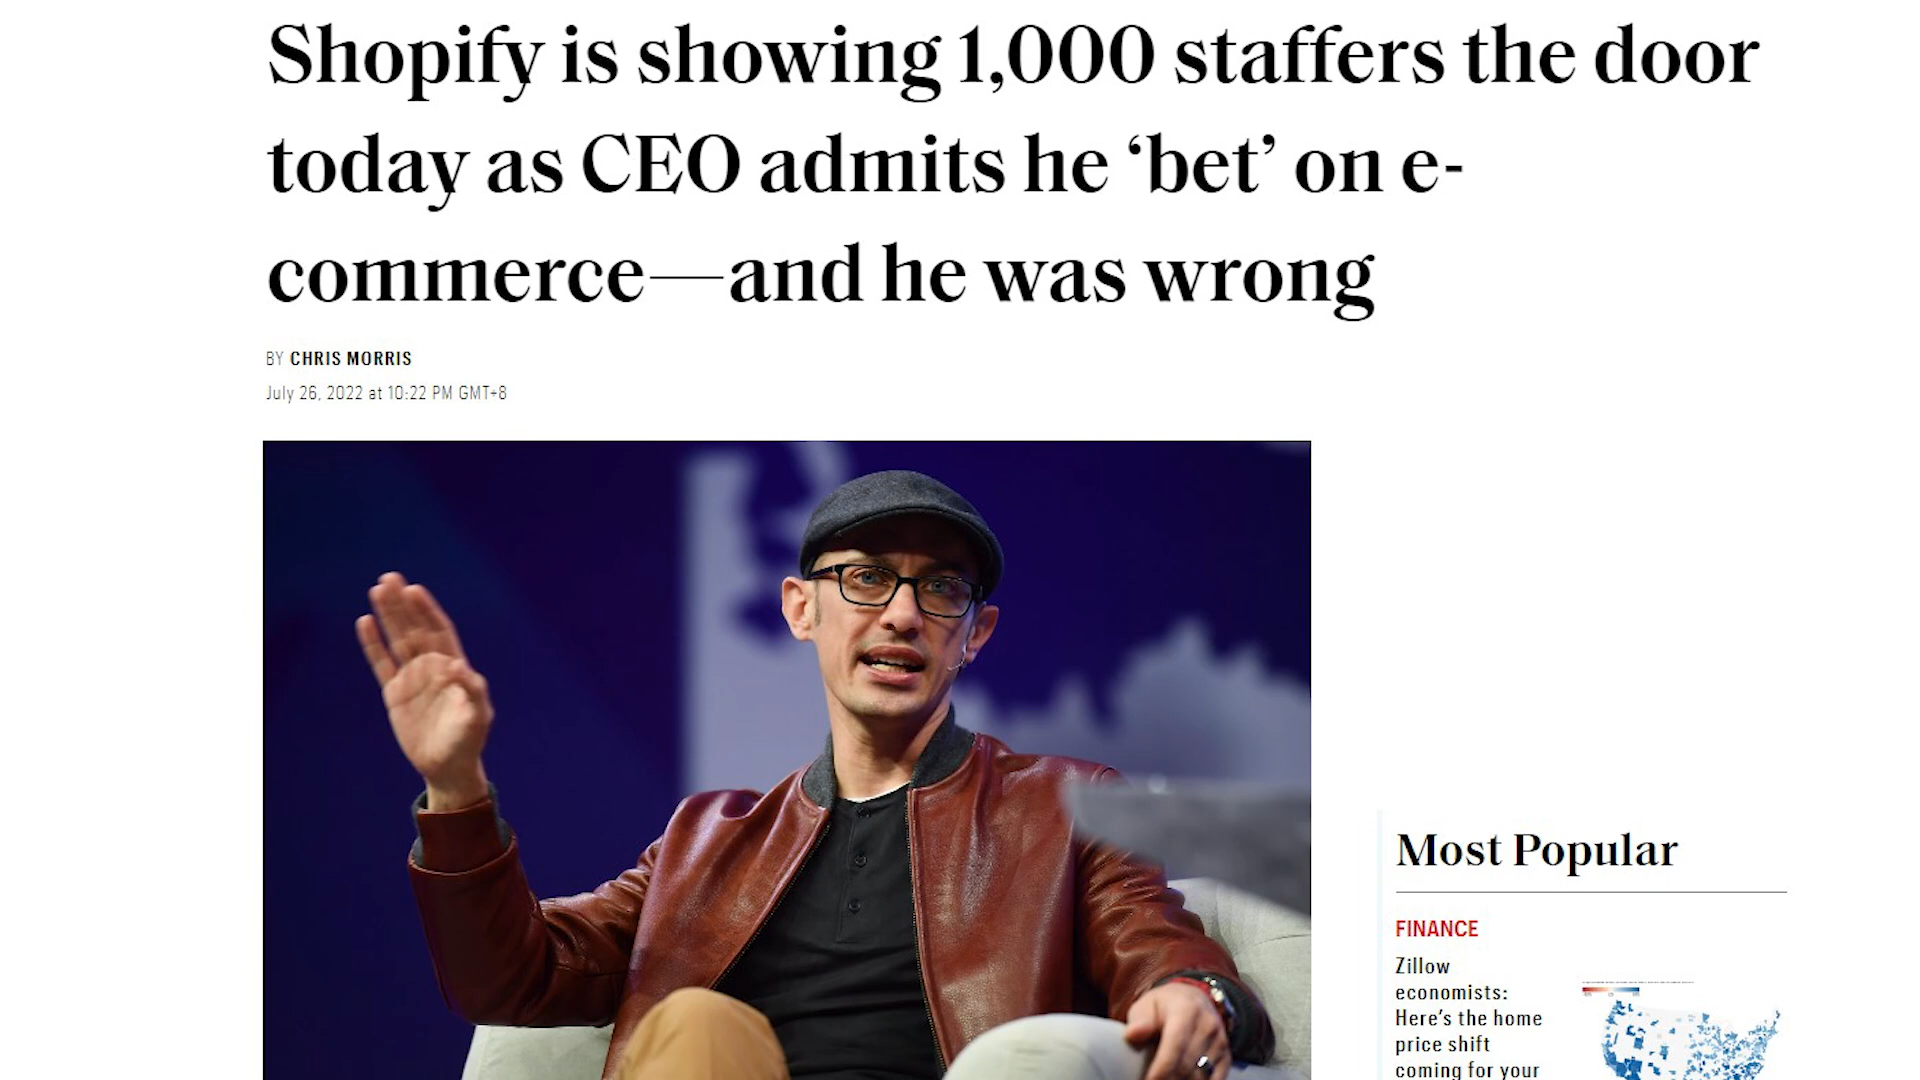 Shopify is showing 1,000 staffers the door
today as CEO admits he ‘bet’ on e-
commerce—and he was wrong
BY CHRIS MORRIS
July 26, 2022 at 10:22 PM GMT+8
Most Popular
FINANCE
Zillow
economists:
Here’s the home
price shift
coming for your